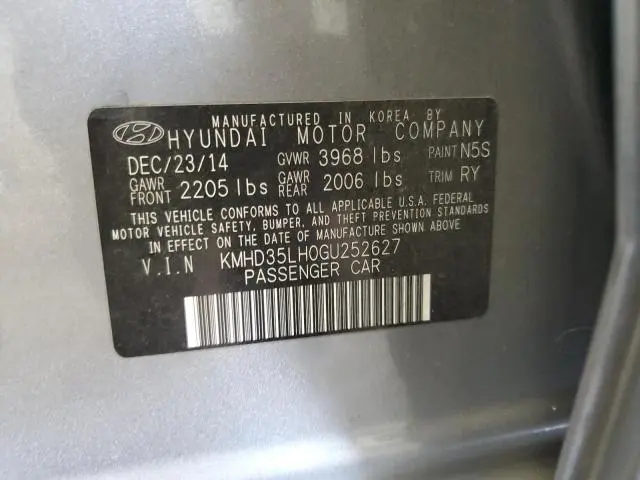 MANUFACTURED IN KOREA BY
HYUNDAI MOTOR COMPANY
DEC/23/14 GVWR 3968 lbs PAINT N5S
GAWR FRONT 2205 lbs GAWR REAR 2006 lbs TRIM RY
THIS VEHICLE CONFORMS TO ALL APPLICABLE U.S.A. FEDERAL
MOTOR VEHICLE SAFETY, BUMPER, AND THEFT PREVENTION STANDARDS
IN EFFECT ON THE DATE OF MANUFACTURE SHOWN ABOVE
V.I.N KMHD35LH0GU252627
PASSENGER CAR